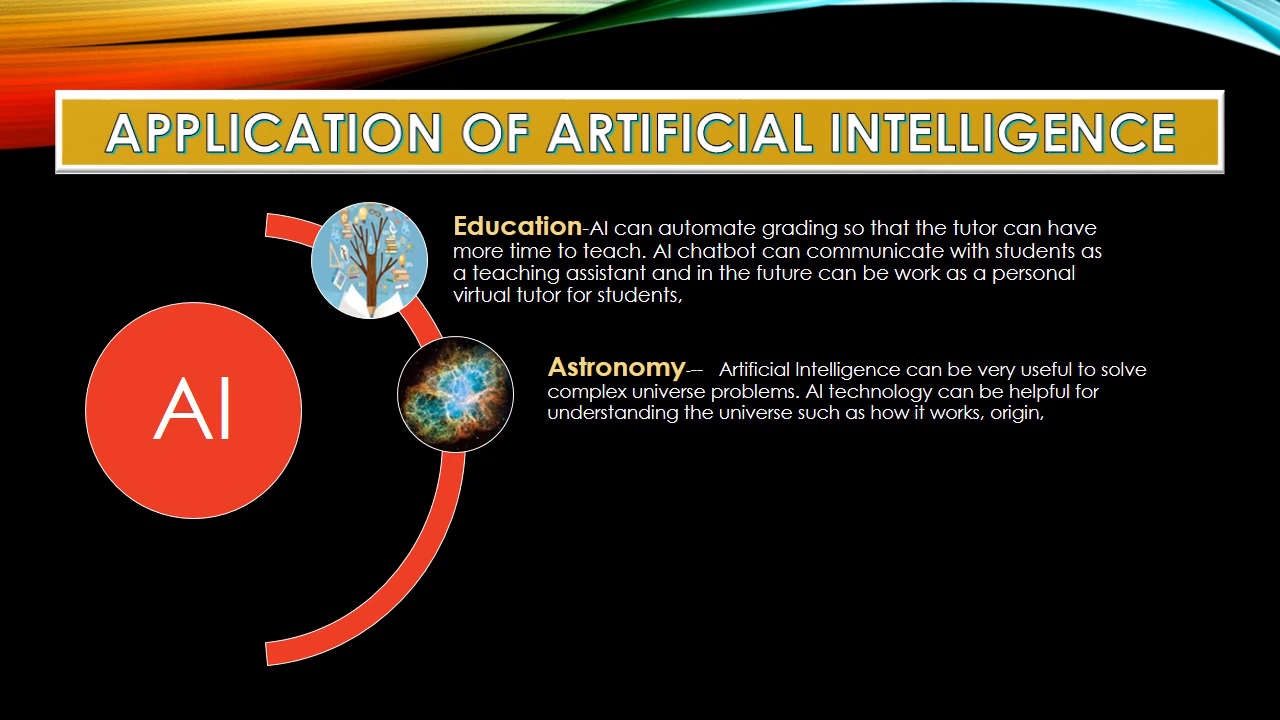 APPLICATION OF ARTIFICIAL INTELLIGENCE
Education-AI can automate grading so that the tutor can have
more time to teach. AI chatbot can communicate with students as
a teaching assistant and in the future can be work as a personal
virtual tutor for students,
AI
Astronomy--- Artificial Intelligence can be very useful to solve
complex universe problems. AI technology can be helpful for
understanding the universe such as how it works, origin,